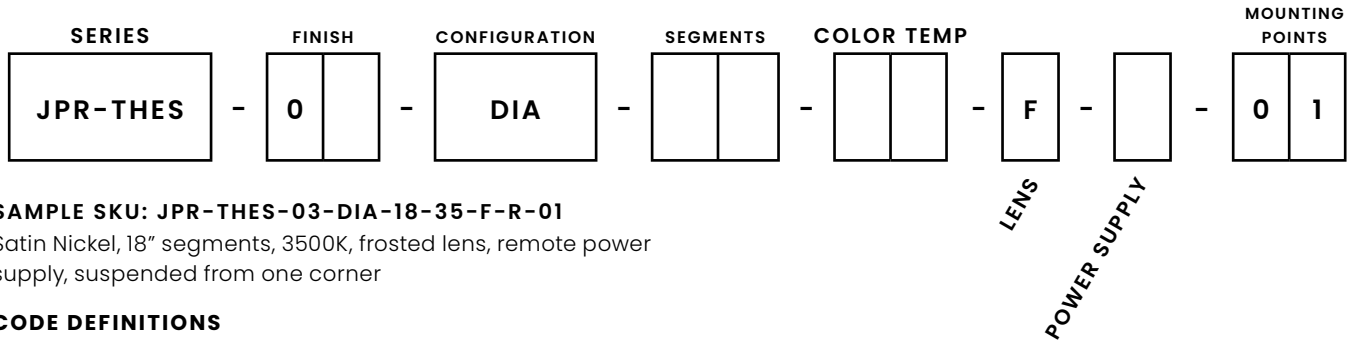 SERIES FINISH CONFIGURATION SEGMENTS COLOR TEMP MOUNTING POINTS
JPR-THES - 0 - DIA - - - F - - 0 1
LENS
POWER SUPPLY
SAMPLE SKU: JPR-THES-03-DIA-18-35-F-R-01
Satin Nickel, 18” segments, 3500K, frosted lens, remote power
supply, suspended from one corner
CODE DEFINITIONS